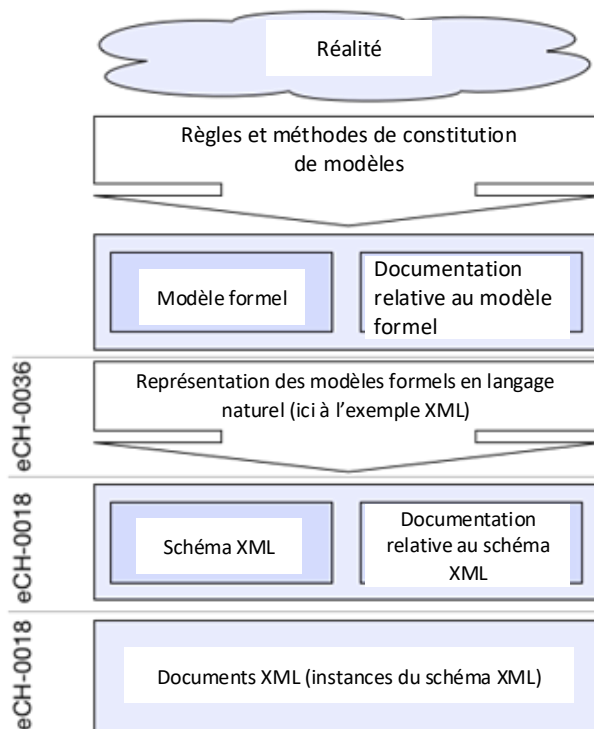 Réalité
Règles et méthodes de constitution
de modèles
Modèle formel
Documentation
relative au modèle
formel
eCH-0036
Représentation des modèles formels en langage
naturel (ici à l’exemple XML)
eCH-0018
Schéma XML
Documentation
relative au schéma
XML
eCH-0018
Documents XML (instances du schéma XML)